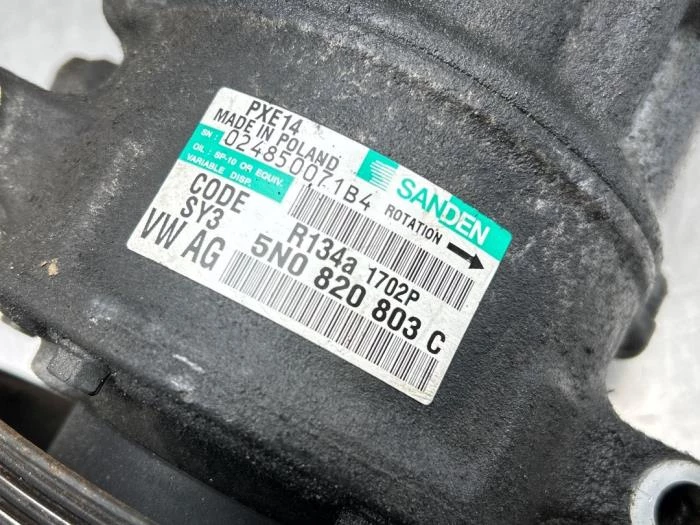 PXE14
MADE IN POLAND
SN : 024850071B4
OIL : SP-10 OR EQUIV.
VARIABLE DISP.
SANDEN
ROTATION
CODE
SY3
R134a 1702P
VW AG 5N0 820 803 C